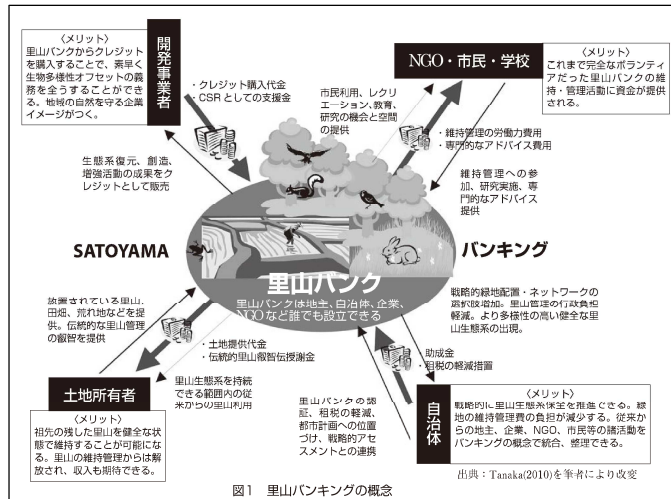 〈メリット〉
里山バンクからクレジット
を購入することで、素早く
生物多様性オフセットの義
務を全うすることができ
る。地域の自然を守る企業
イメージがつく。
開発事業者
・クレジット購入代金
・CSRとしての支援金
生態系復元、創造、
増強活動の成果をク
レジットとして販売
NGO・市民・学校
〈メリット〉
これまで完全なボランティ
アだった里山バンクの維
持・管理活動に資金が提
供される。
市民利用、レクリ
エーション、教育、
研究の機会と空間
の提供
・維持管理の労働力費用
・専門的なアドバイス費用
維持管理への参
加、研究実施、専
門的なアドバイス
提供
SATOYAMA
バンキング
里山バンク
里山バンクは地主、自治体、企業、
NGOなど誰でも設立できる
放置されている里山、
田畑、荒れ地などを提
供。伝統的な里山管理
の叡智を提供
・土地提供代金
・伝統的里山叡智伝授謝金
里山生態系を持続
できる範囲内の従
来からの里山利用
土地所有者
〈メリット〉
祖先の残した里山を健全な状
態で維持することが可能にな
る。里山の維持管理からは解
放され、収入も期待できる。
戦略的緑地配置・ネットワークの
選択肢増加。里山管理の行政負担
軽減。より多様性の高い健全な里
山生態系の出現。
助成金
・租税の軽減措置
里山バンクの認
証、租税の軽減、
都市計画への位置
づけ、戦略的アセ
スメントとの連携
自治体
〈メリット〉
戦略的に里山生態系保全を推進できる。緑
地の維持管理費の負担が減少する。従来か
らの地主、企業、NGO、市民等の諸活動を
バンキングの概念で統合、整理できる。
出典：Tanaka(2010)を筆者により改変
図1　里山バンキングの概念